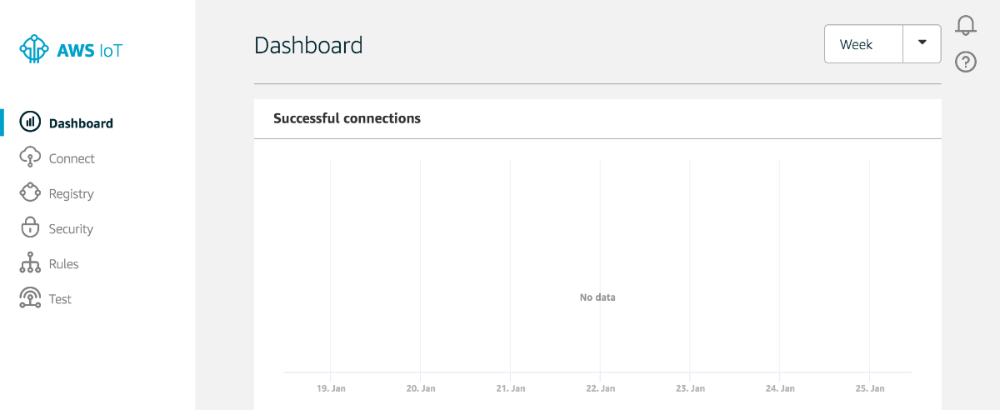 AWS IoT
Dashboard
Connect
Registry
Security
Rules
Test
Dashboard
Week
Successful connections
No data
19. Jan 20. Jan 21. Jan 22. Jan 23. Jan 24. Jan 25. Jan